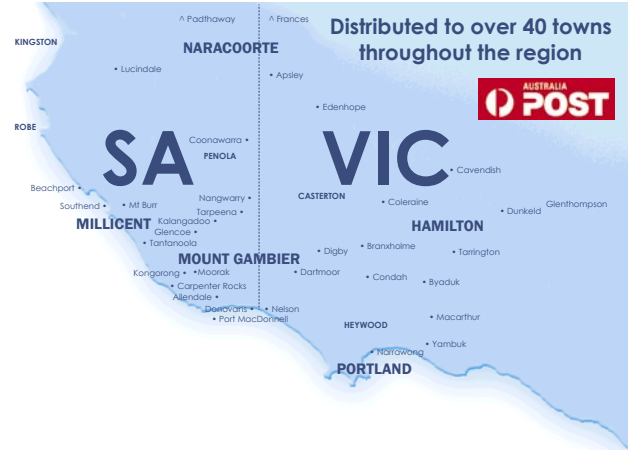 ^ Padthaway
^ Frances
Distributed to over 40 towns
throughout the region
KINGSTON
NARACOORTE
• Lucindale
• Apsley
AUSTRALIA
POST
• Edenhope
ROBE
Coonawarra •
SA
VIC
PENOLA
• Cavendish
Beachport •
Nangwarry •
CASTERTON
• Coleraine
Southend •
• Mt Burr
Tarpeena •
• Dunkeld
Glenthompson
MILLICENT
Kalangadoo •
HAMILTON
Glencoe •
• Tantanoola
• Digby
• Branxholme
• Tarrington
MOUNT GAMBIER
Kongorong •
• Moorak
• Dartmoor
• Condah
• Byaduk
• Carpenter Rocks
Allendale •
Donovans •
• Nelson
• Port MacDonnell
• Macarthur
HEYWOOD
• Yambuk
• Narrawong
PORTLAND